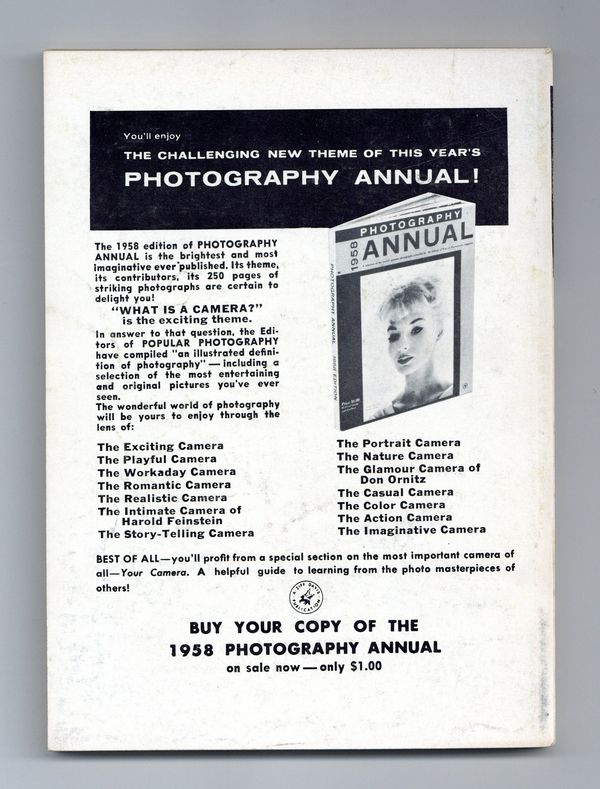 You'll enjoy
THE CHALLENGING NEW THEME OF THIS YEAR'S
PHOTOGRAPHY ANNUAL!
The 1958 edition of PHOTOGRAPHY
ANNUAL is the brightest and most
imaginative ever published. Its theme,
its contributors, its 250 pages of
striking photographs are certain to
delight you!
"WHAT IS A CAMERA?"
is the exciting theme.
In answer to that question, the Edi-
tors of POPULAR PHOTOGRAPHY
have compiled "an illustrated defini-
tion of photography" — including a
selection of the most entertaining
and original pictures you've ever
seen.
The wonderful world of photography
will be yours to enjoy through the
lens of:
1958
PHOTOGRAPHY
ANNUAL
PHOTOGRAPHY ANNUAL 1958 EDITION
The Exciting Camera
The Playful Camera
The Workaday Camera
The Romantic Camera
The Realistic Camera
The Intimate Camera of
Harold Feinstein
The Story-Telling Camera
The Portrait Camera
The Nature Camera
The Glamour Camera of
Don Ornitz
The Casual Camera
The Color Camera
The Action Camera
The Imaginative Camera
BEST OF ALL—you'll profit from a special section on the most important camera of
all—Your Camera. A helpful guide to learning from the photo masterpieces of
others!
A ZIFF DAVIS PUBLICATION
BUY YOUR COPY OF THE
1958 PHOTOGRAPHY ANNUAL
on sale now — only $1.00